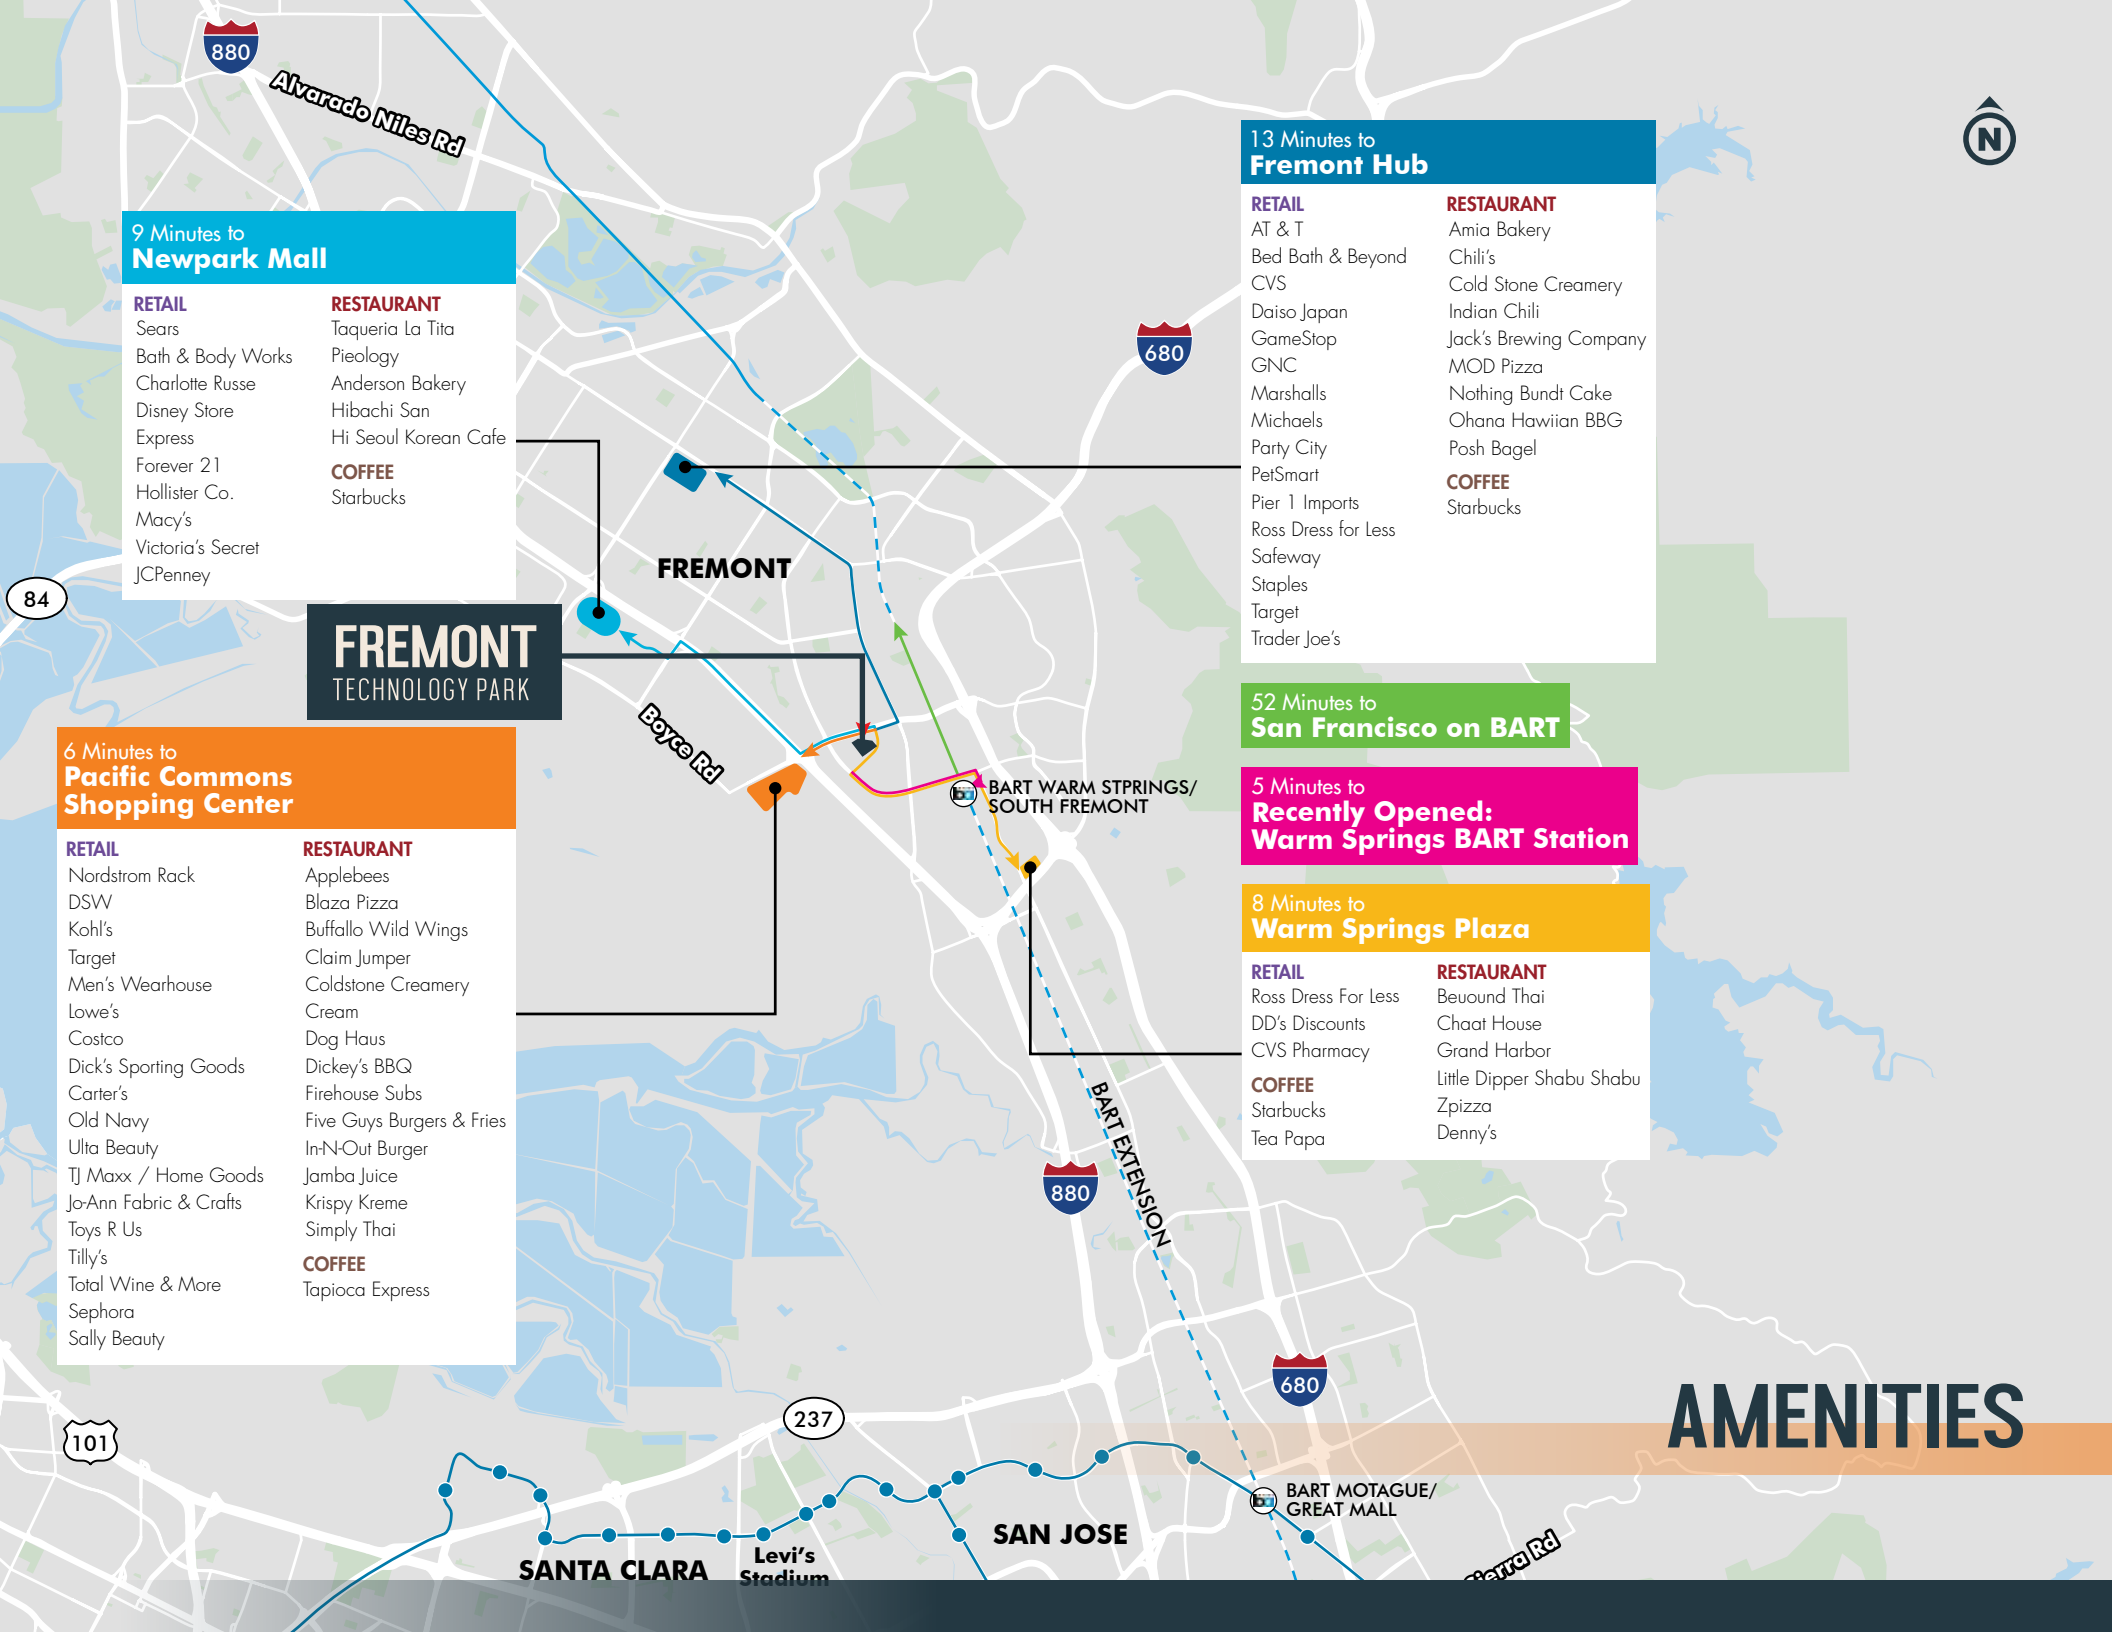 880
Alvarado Niles Rd
N
13 Minutes to
Fremont Hub
RETAIL
AT & T
Bed Bath & Beyond
CVS
Daiso Japan
GameStop
GNC
Marshalls
Michaels
Party City
PetSmart
Pier 1 Imports
Ross Dress for Less
Safeway
Staples
Target
Trader Joe's
RESTAURANT
Amia Bakery
Chili's
Cold Stone Creamery
Indian Chili
Jack's Brewing Company
MOD Pizza
Nothing Bundt Cake
Ohana Hawiian BBG
Posh Bagel
COFFEE
Starbucks
9 Minutes to
Newpark Mall
RETAIL
Sears
Bath & Body Works
Charlotte Russe
Disney Store
Express
Forever 21
Hollister Co.
Macy's
Victoria's Secret
JCPenney
RESTAURANT
Taqueria La Tita
Pieology
Anderson Bakery
Hibachi San
Hi Seoul Korean Cafe
COFFEE
Starbucks
680
FREMONT
84
FREMONT
TECHNOLOGY PARK
Boyce Rd
52 Minutes to
San Francisco on BART
5 Minutes to
Recently Opened:
Warm Springs BART Station
BART WARM STPRINGS/
SOUTH FREMONT
6 Minutes to
Pacific Commons
Shopping Center
RETAIL
Nordstrom Rack
DSW
Kohl's
Target
Men's Wearhouse
Lowe's
Costco
Dick's Sporting Goods
Carter's
Old Navy
Ulta Beauty
TJ Maxx / Home Goods
Jo-Ann Fabric & Crafts
Toys R Us
Tilly's
Total Wine & More
Sephora
Sally Beauty
RESTAURANT
Applebees
Blaza Pizza
Buffallo Wild Wings
Claim Jumper
Coldstone Creamery
Cream
Dog Haus
Dickey's BBQ
Firehouse Subs
Five Guys Burgers & Fries
In-N-Out Burger
Jamba Juice
Krispy Kreme
Simply Thai
COFFEE
Tapioca Express
8 Minutes to
Warm Springs Plaza
RETAIL
Ross Dress For Less
DD's Discounts
CVS Pharmacy
COFFEE
Starbucks
Tea Papa
RESTAURANT
Beuound Thai
Chaat House
Grand Harbor
Little Dipper Shabu Shabu
Zpizza
Denny's
BART EXTENSION
880
680
AMENITIES
237
101
BART MOTAGUE/
GREAT MALL
SAN JOSE
SANTA CLARA
Levi's
Stadium
Sierra Rd